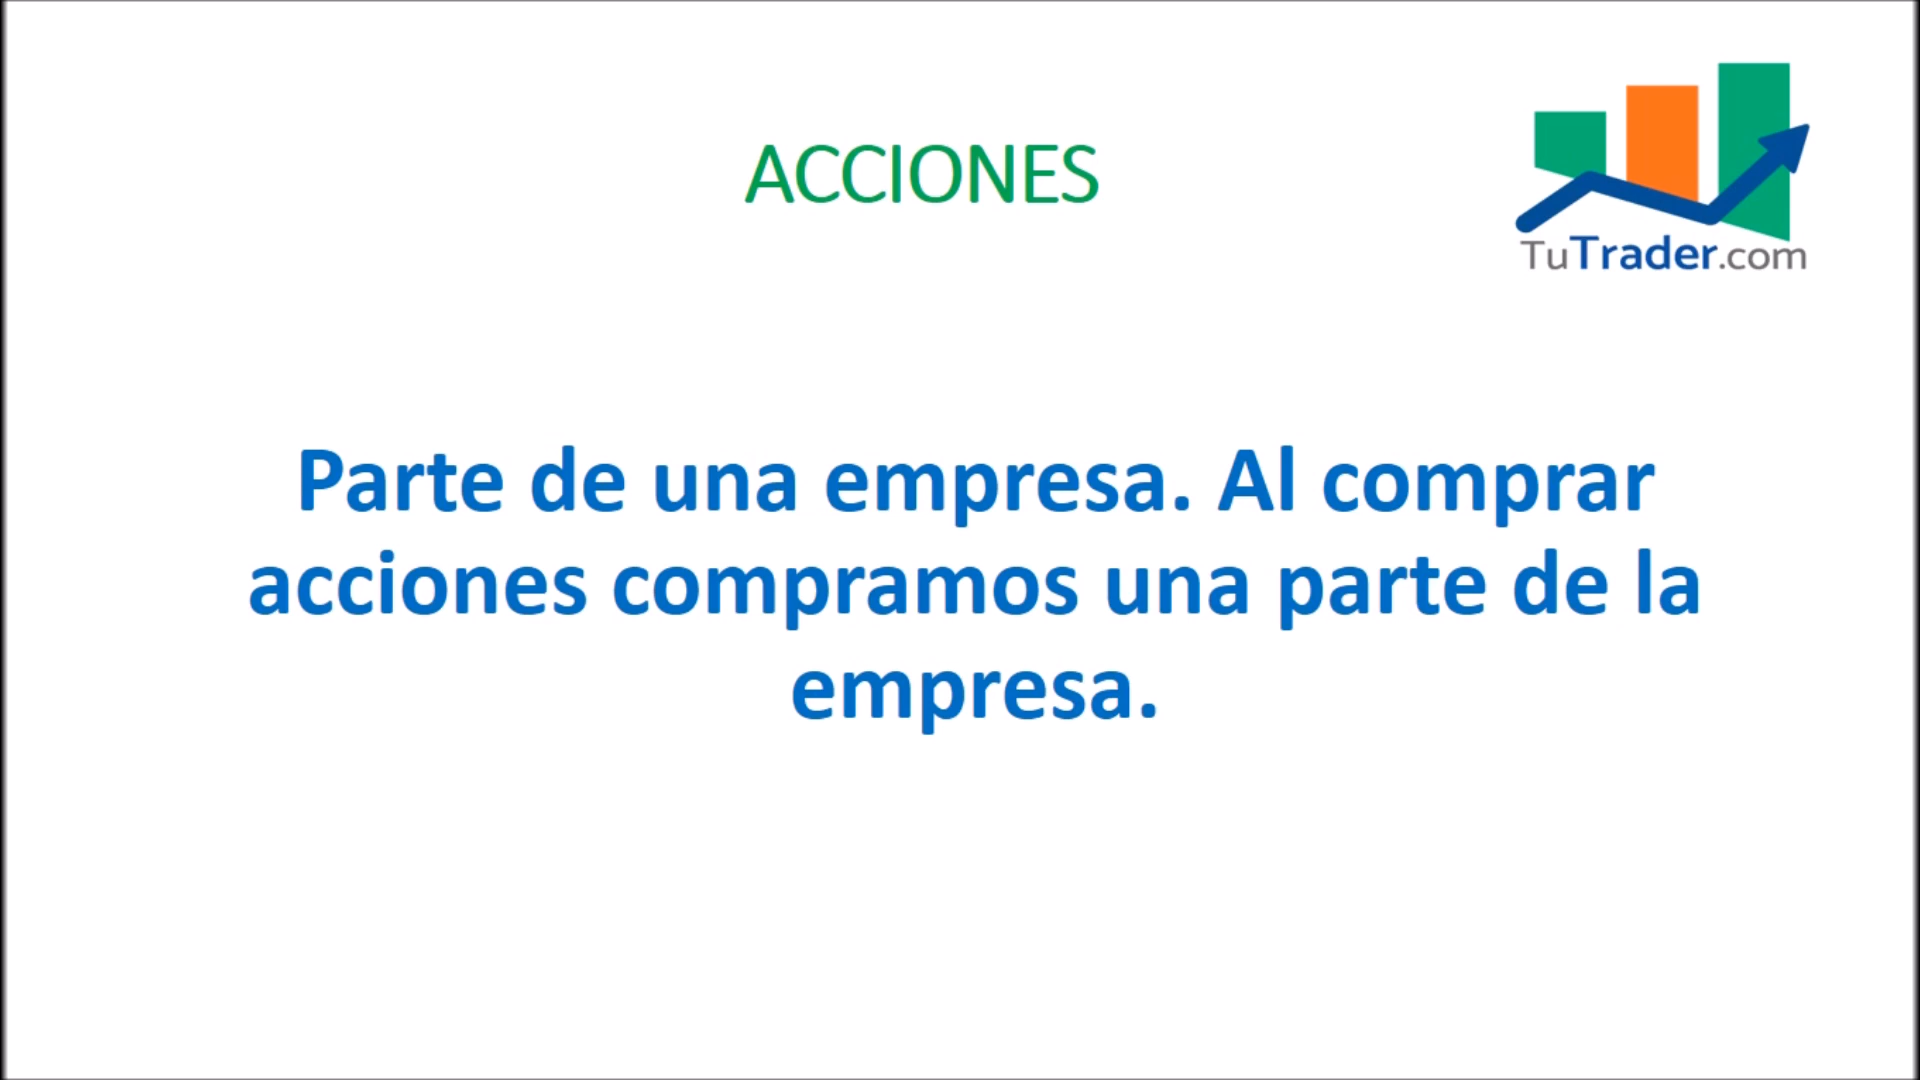 ACCIONES
TuTrader.com
Parte de una empresa. Al comprar
acciones compramos una parte de la
empresa.